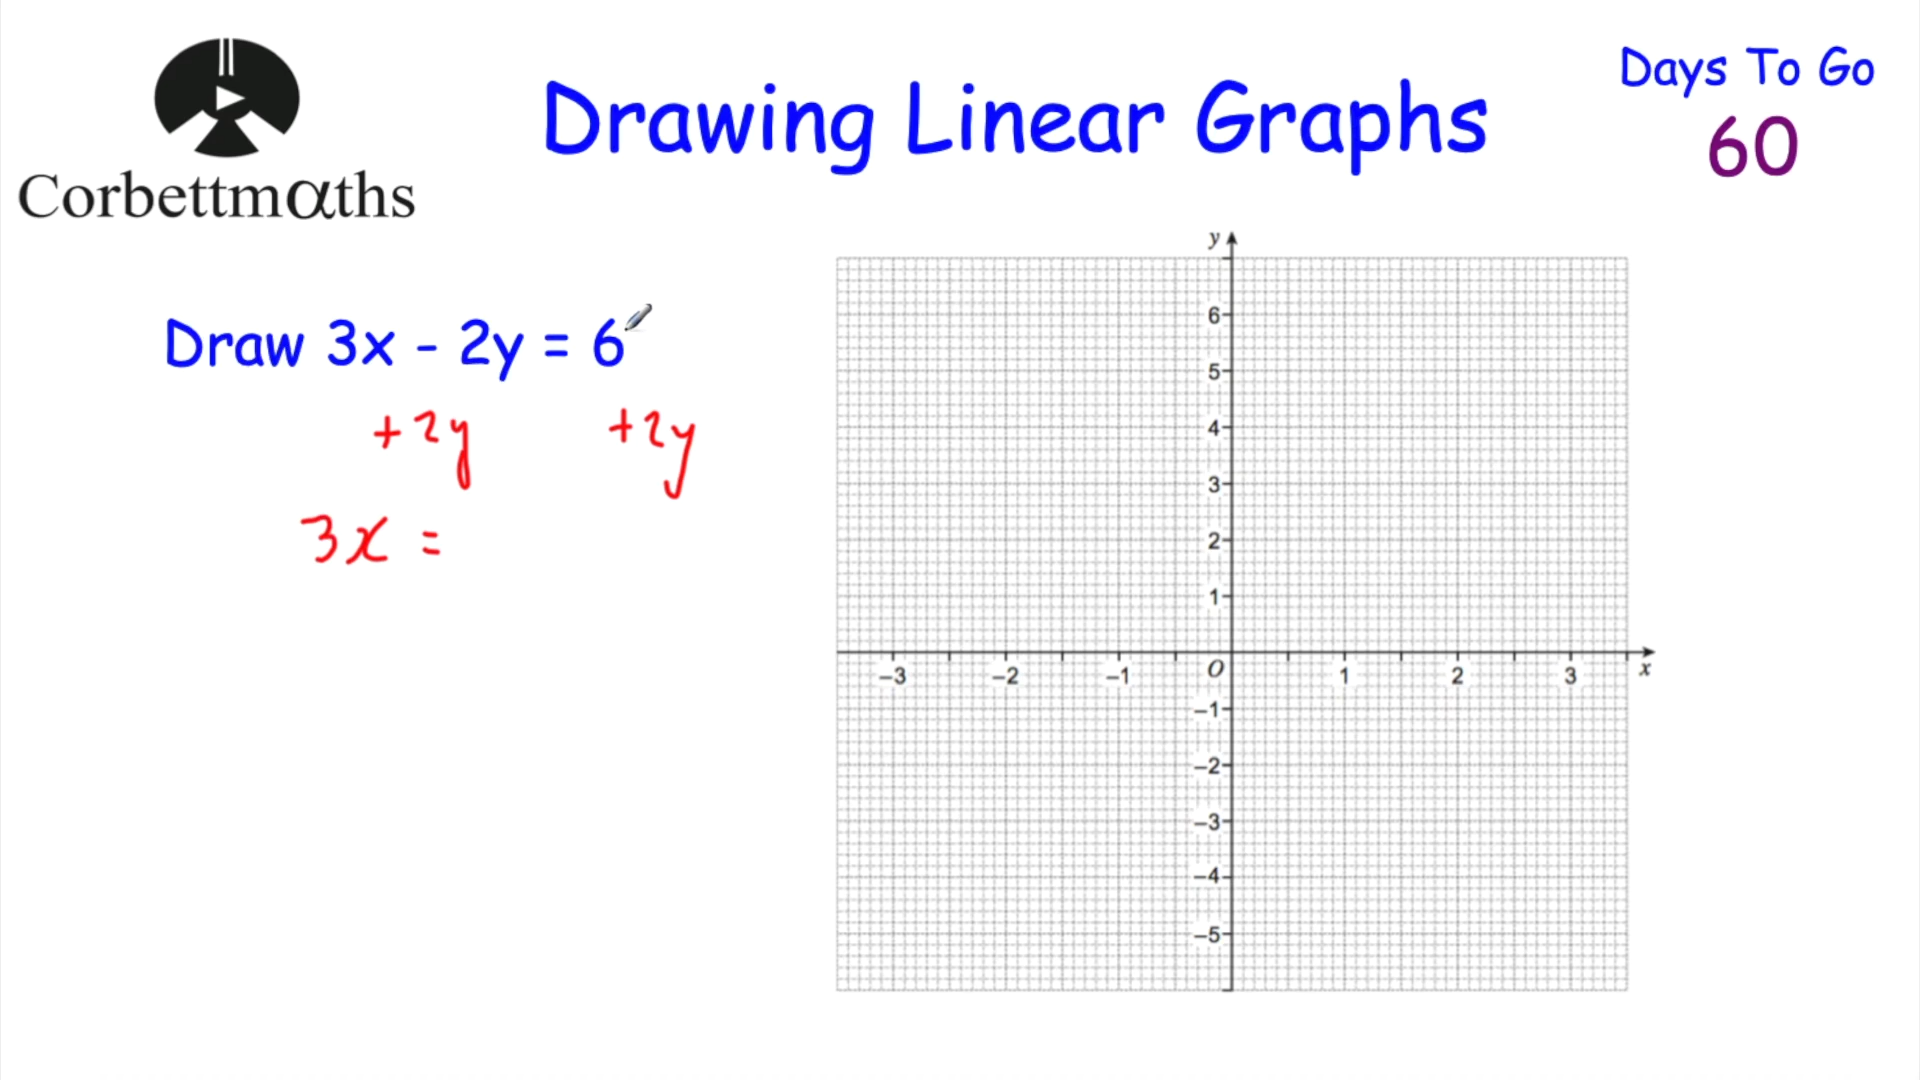 Corbettmαths
Drawing Linear Graphs
Days To Go
60
Draw 3x - 2y = 6
+2y +2y
3x =
y
6
5
4
3
2
1
−3 −2 −1 O 1 2 3 x
−1
−2
−3
−4
−5